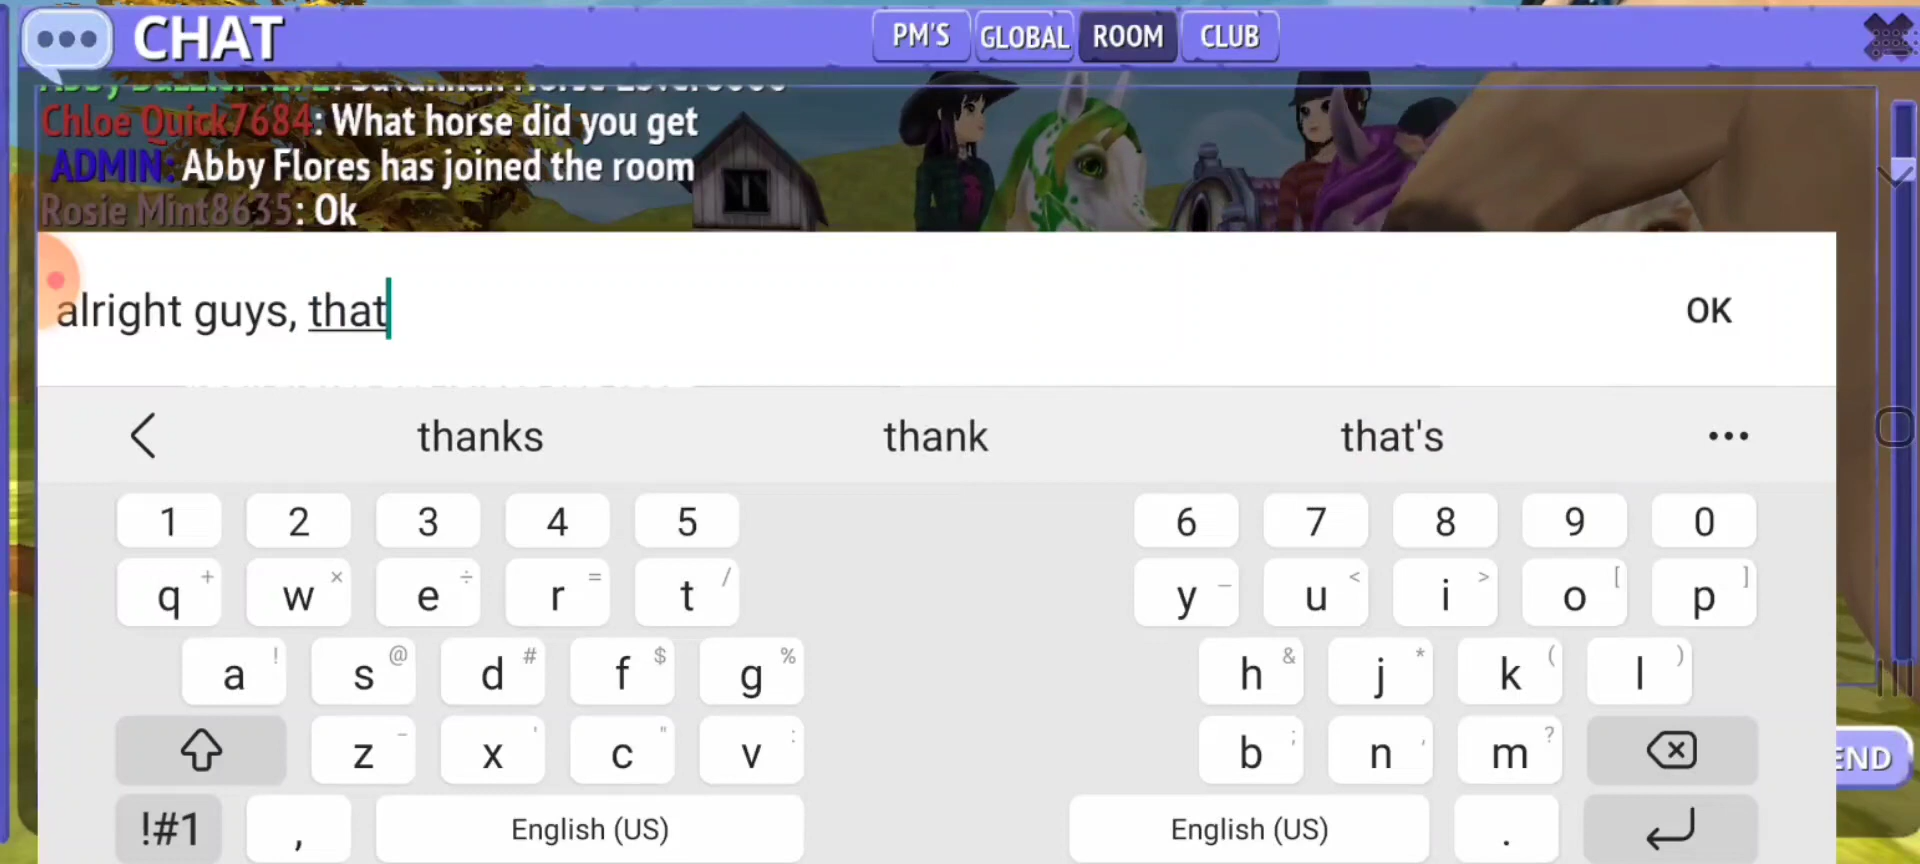 CHAT
PM'S GLOBAL ROOM CLUB
Chloe Quick7684: What horse did you get
ADMIN: Abby Flores has joined the room
Rosie Mint8635: Ok
alright guys, that
OK
thanks thank that's
1 2 3 4 5 6 7 8 9 0
q + w × e ÷ r = t / y _ u < i > o [ p ]
a ! s @ d # f $ g % h & j * k ( l )
z - x ' c " v : b ; n , m ?
END
!#1 , English (US) English (US) .